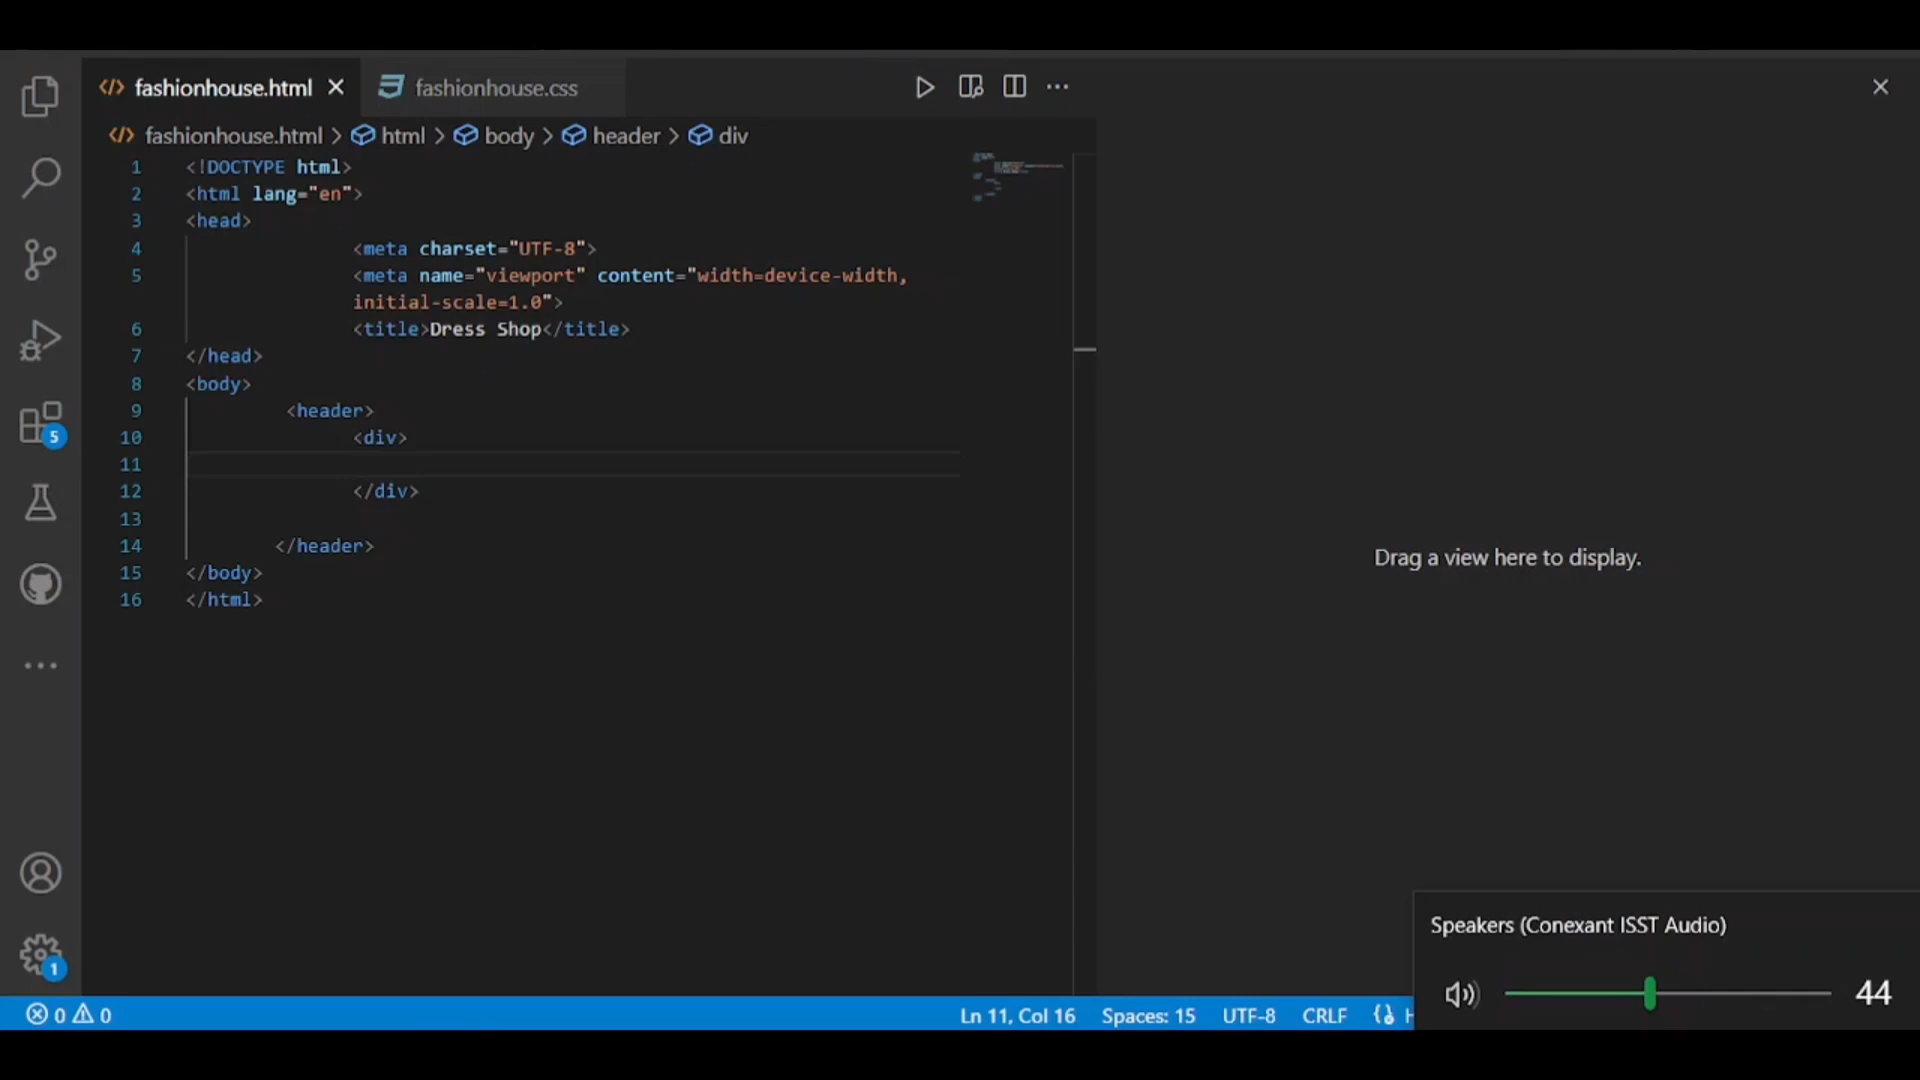 fashionhouse.html
fashionhouse.css
fashionhouse.html > html > body > header > div
1 <!DOCTYPE html>
2 <html lang="en">
3 <head>
4 <meta charset="UTF-8">
5 <meta name="viewport" content="width=device-width,
initial-scale=1.0">
6 <title>Dress Shop</title>
7 </head>
8 <body>
9 <header>
10 <div>
11
12 </div>
13
14 </header>
15 </body>
16 </html>
Drag a view here to display.
5
1
Speakers (Conexant ISST Audio)
44
0 0
Ln 11, Col 16 Spaces: 15 UTF-8 CRLF H